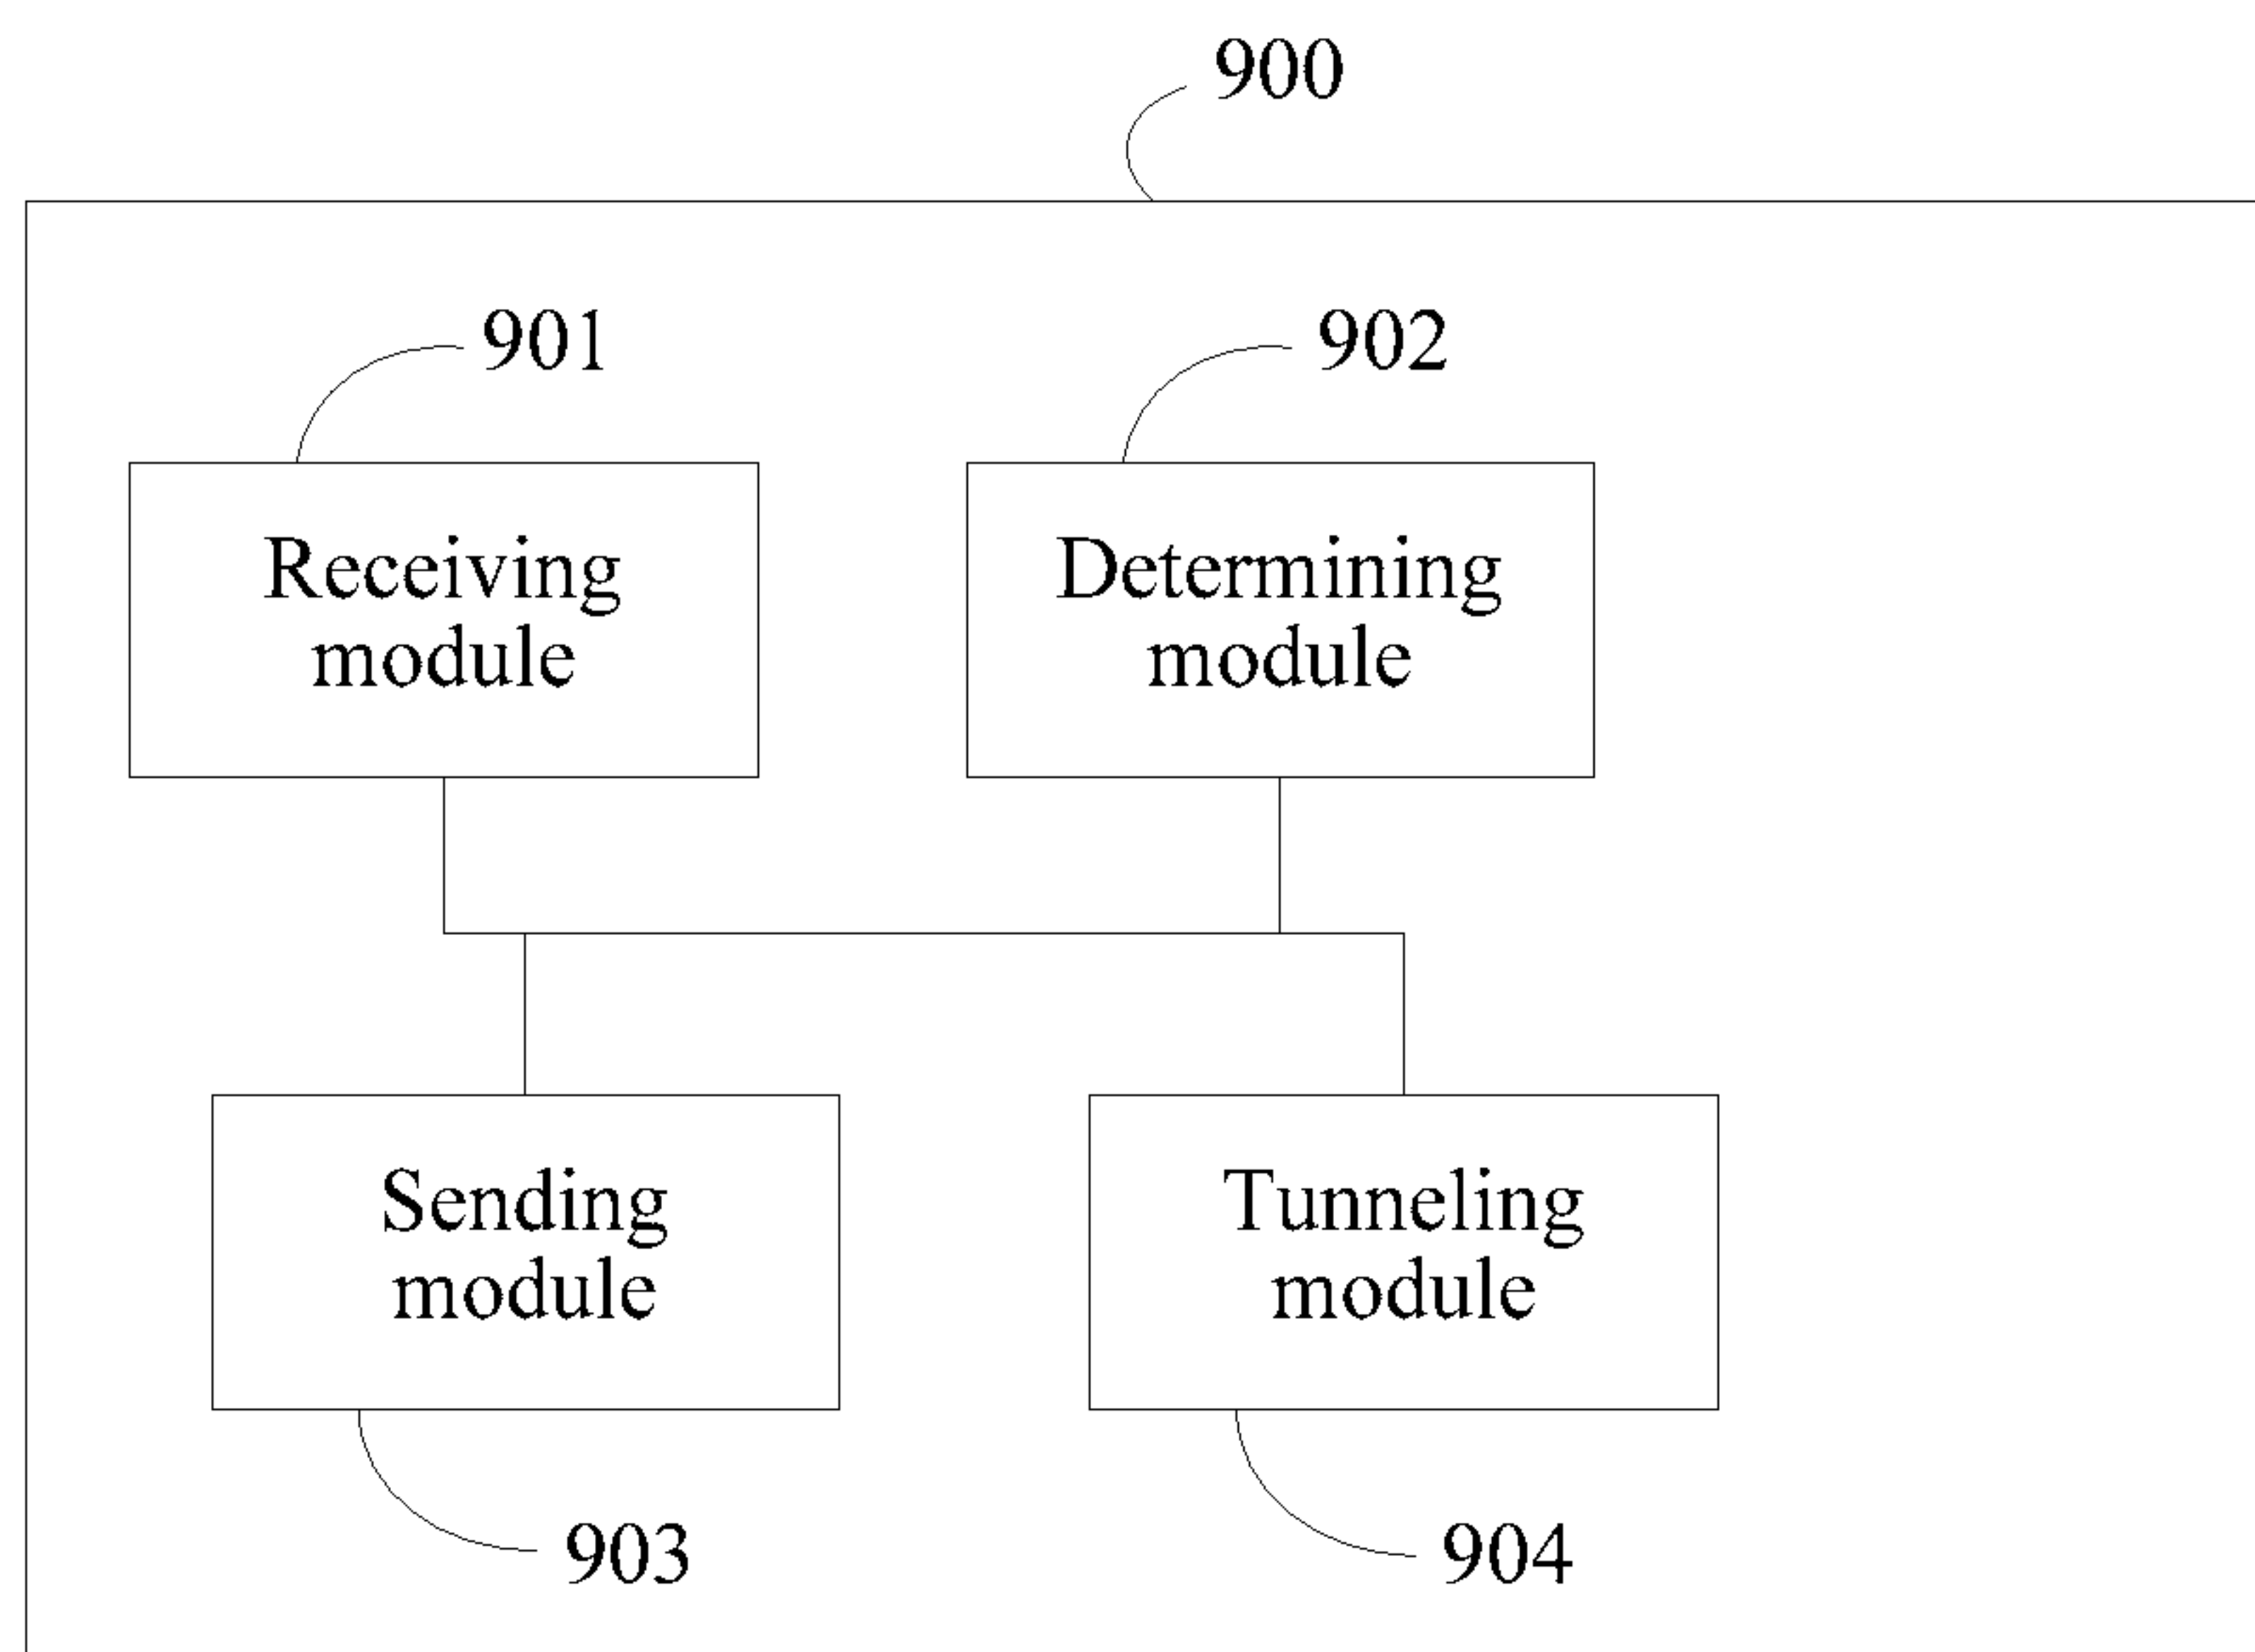 900
901
902
Receiving
module
Determining
module
Sending
module
Tunneling
module
903
904